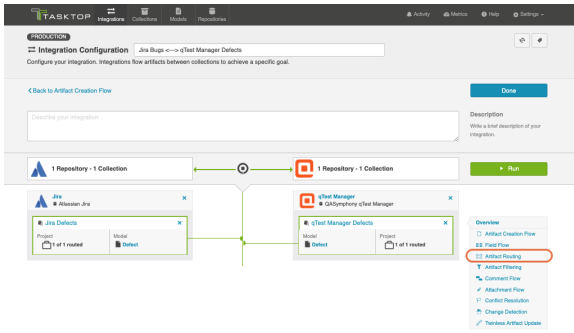 TASKTOP
Integrations
Collections
Models
Repositories
Activity
Metrics
Help
Settings
PRODUCTION
Integration Configuration
Jira Bugs <---> qTest Manager Defects
Configure your integration. Integrations flow artifacts between collections to achieve a specific goal.
Back to Artifact Creation Flow
Done
Describe your integration
Description
Write a brief description of your
integration.
1 Repository - 1 Collection
1 Repository - 1 Collection
Run
Jira
Atlassian Jira
Jira Defects
Project
1 of 1 routed
Model
Defect
qTest Manager
QASymphony qTest Manager
qTest Manager Defects
Model
Defect
Project
1 of 1 routed
Overview
Artifact Creation Flow
Field Flow
Artifact Routing
Artifact Filtering
Comment Flow
Attachment Flow
Conflict Resolution
Change Detection
Twinless Artifact Update